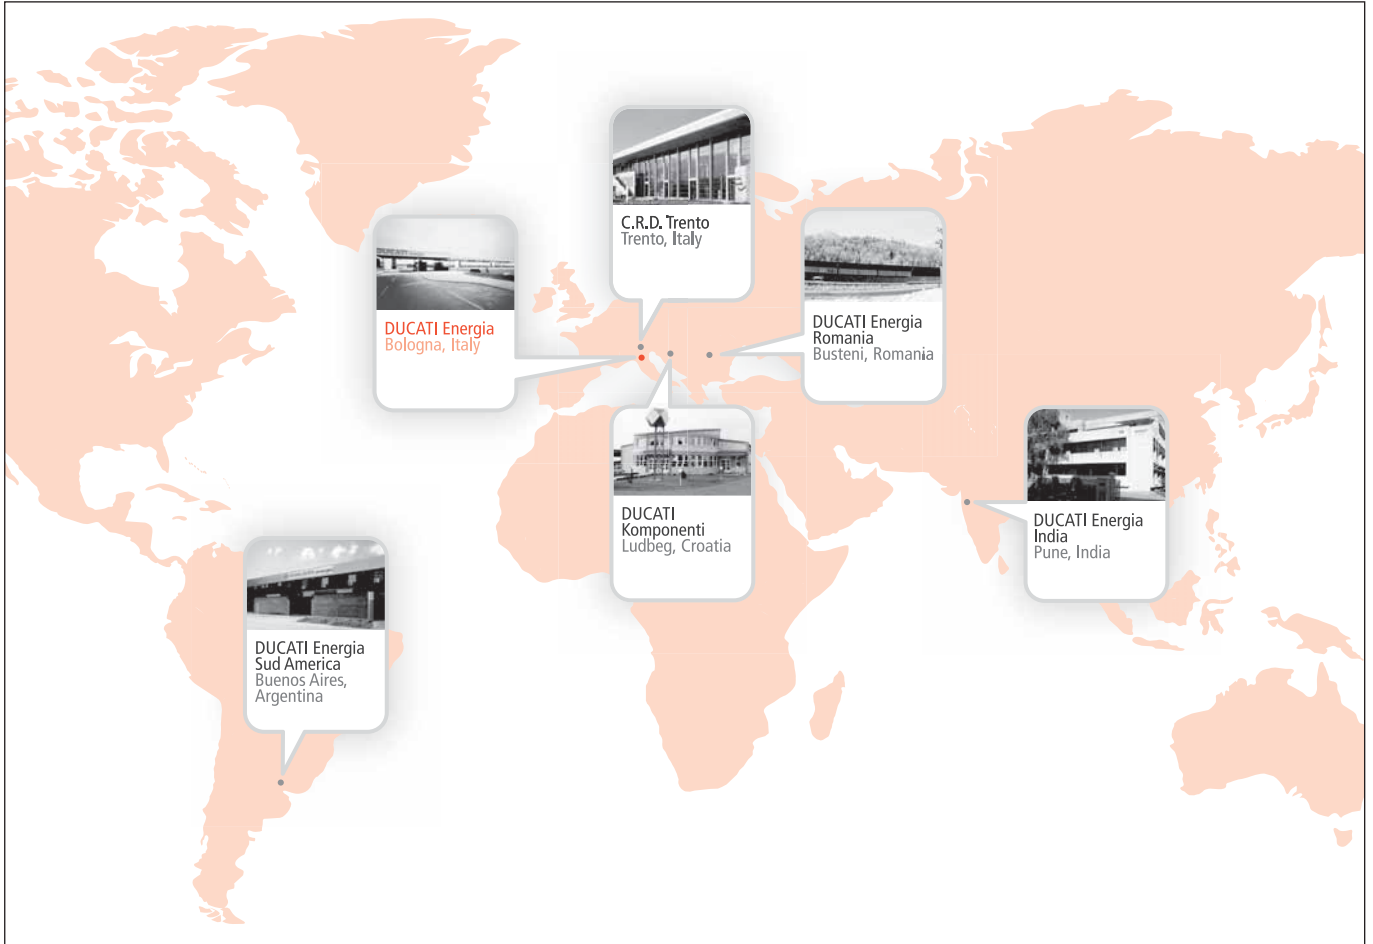 C.R.D. Trento
Trento, Italy
DUCATI Energia
Bologna, Italy
DUCATI Energia
Romania
Busteni, Romania
DUCATI
Komponenti
Ludbeg, Croatia
DUCATI Energia
India
Pune, India
DUCATI Energia
Sud America
Buenos Aires,
Argentina